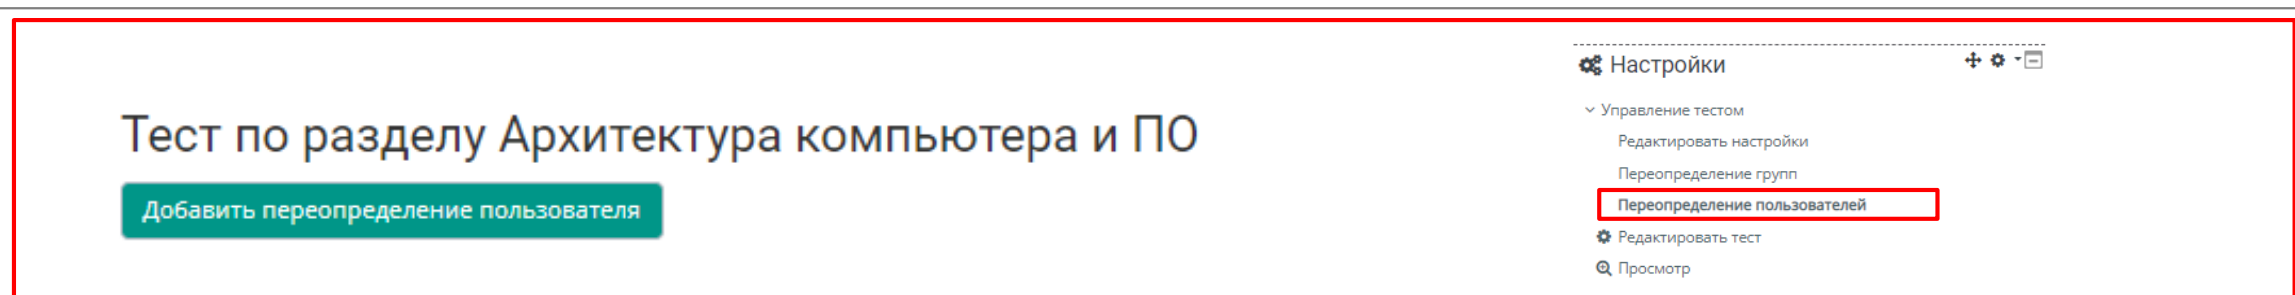 Тест по разделу Архитектура компьютера и ПО
Добавить переопределение пользователя
Настройки
Управление тестом
Редактировать настройки
Переопределение групп
Переопределение пользователей
Редактировать тест
Просмотр